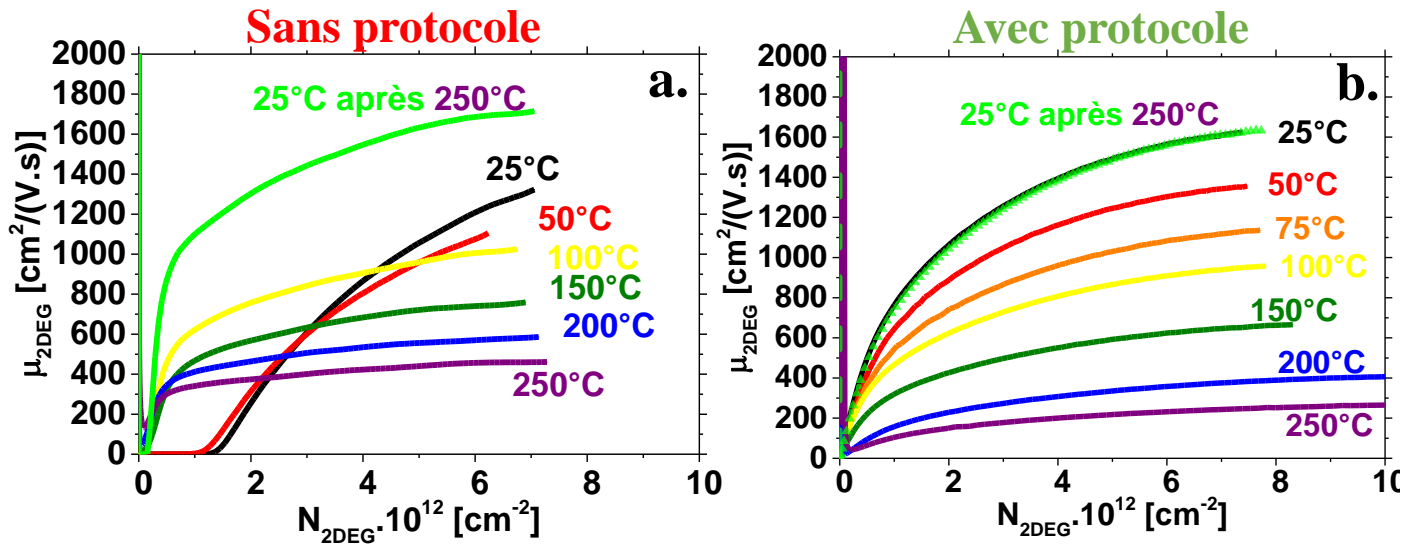 Sans protocole
a.
2000
1800
1600
1400
1200
1000
800
600
400
200
0
μ2DEG [cm²/(V.s)]
25°C après 250°C
25°C
50°C
100°C
150°C
200°C
250°C
0 2 4 6 8 10
N2DEG.10¹² [cm⁻²]
Avec protocole
b.
2000
1800
1600
1400
1200
1000
800
600
400
200
0
μ2DEG [cm²/(V.s)]
25°C après 250°C
25°C
50°C
75°C
100°C
150°C
200°C
250°C
0 2 4 6 8 10
N2DEG.10¹² [cm⁻²]